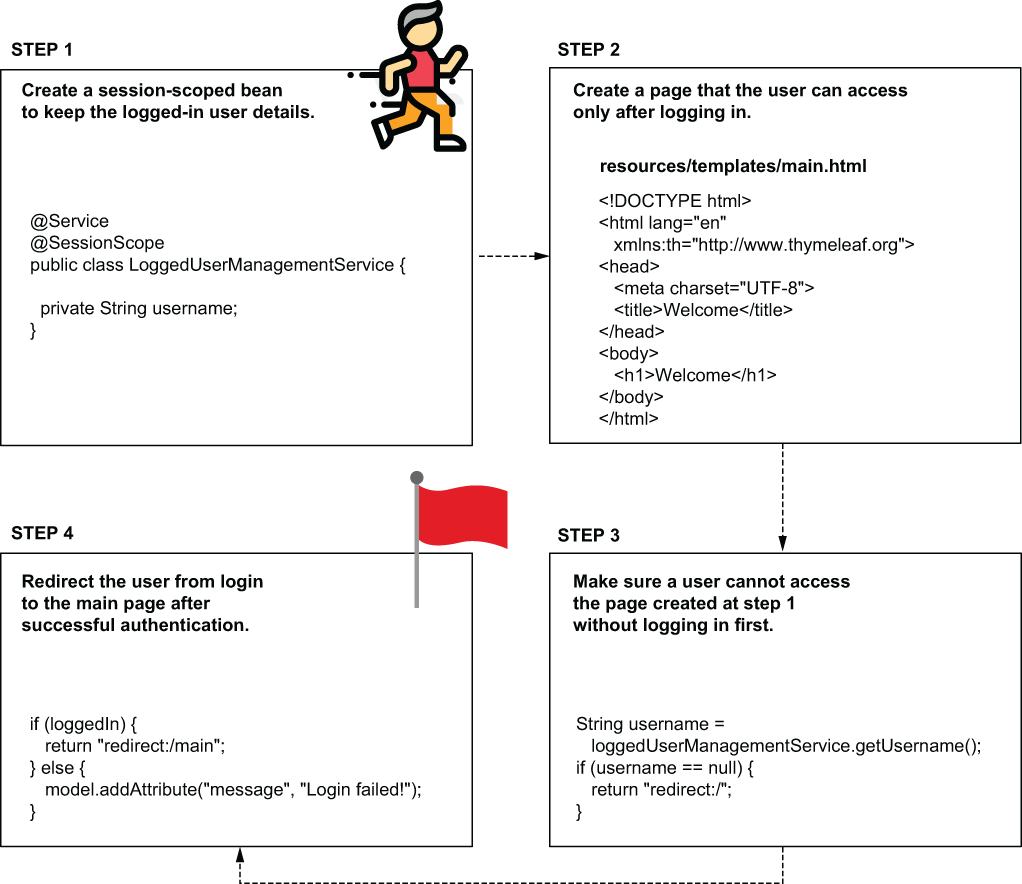 STEP 1
Create a session-scoped bean
to keep the logged-in user details.
@Service
@SessionScope
public class LoggedUserManagementService {
private String username;
}
STEP 2
Create a page that the user can access
only after logging in.
resources/templates/main.html
<!DOCTYPE html>
<html lang="en"
xmlns:th="http://www.thymeleaf.org">
<head>
<meta charset="UTF-8">
<title>Welcome</title>
</head>
<body>
<h1>Welcome</h1>
</body>
</html>
STEP 3
Make sure a user cannot access
the page created at step 1
without logging in first.
String username =
loggedUserManagementService.getUsername();
if (username == null) {
return "redirect:/";
}
STEP 4
Redirect the user from login
to the main page after
successful authentication.
if (loggedIn) {
return "redirect:/main";
} else {
model.addAttribute("message", "Login failed!");
}